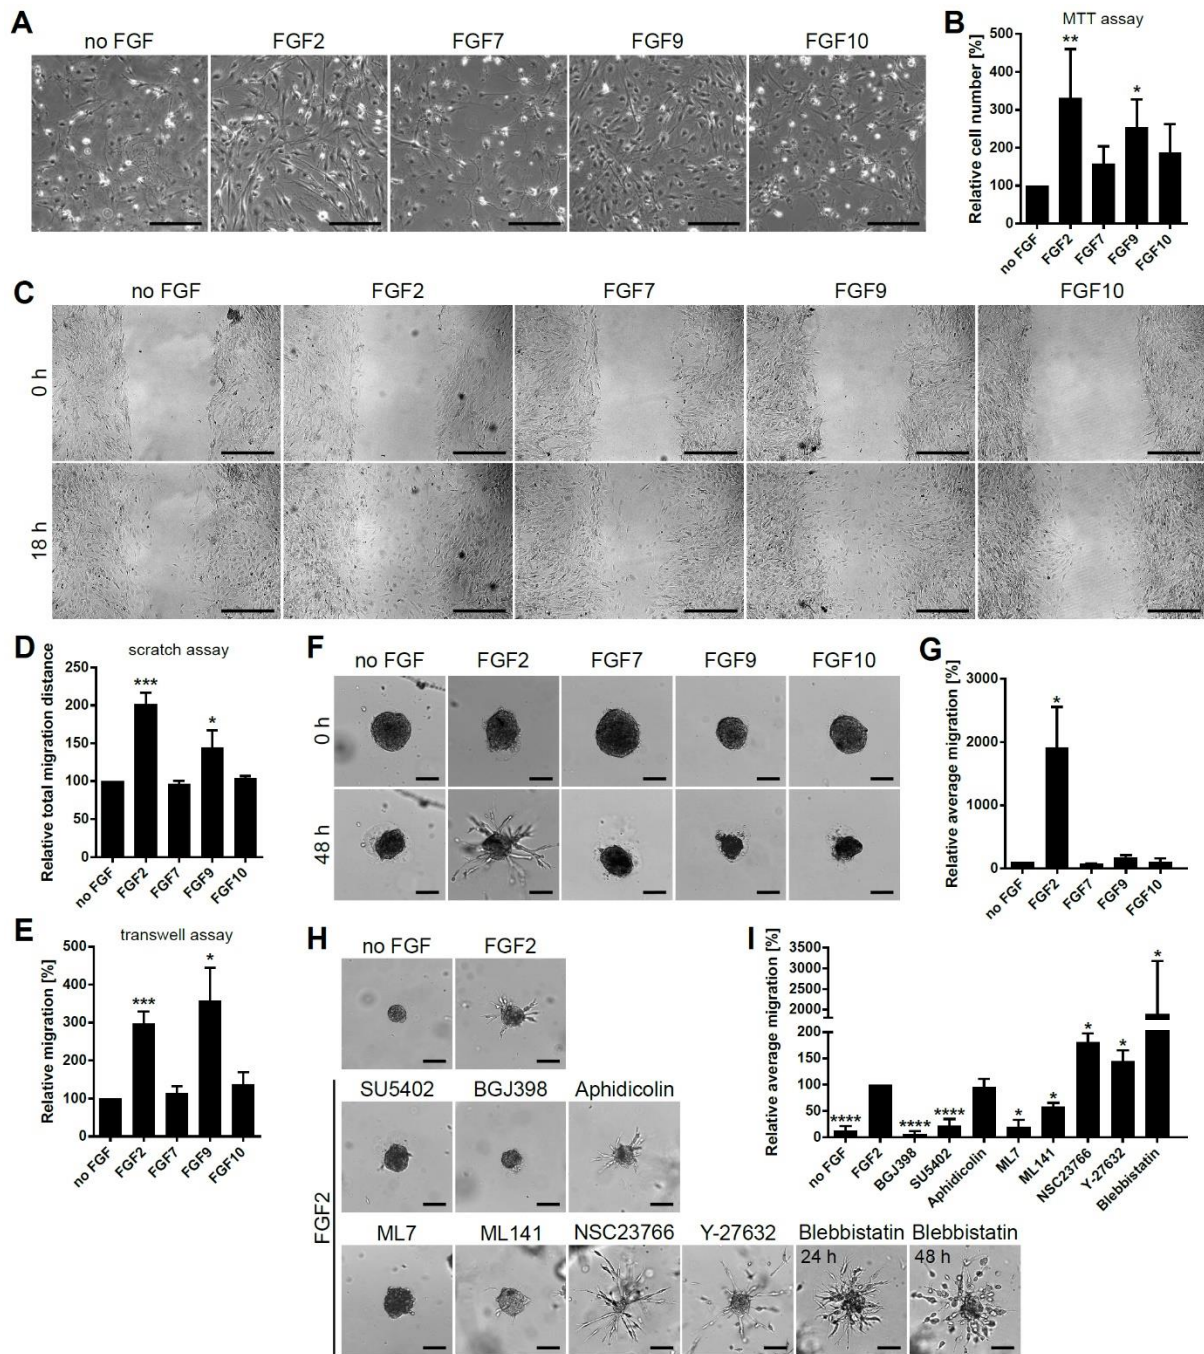 A
no FGF FGF2 FGF7 FGF9 FGF10
B
MTT assay
Relative cell number [%]
500
400
300
200
100
0
** *
no FGF FGF2 FGF7 FGF9 FGF10
C
no FGF FGF2 FGF7 FGF9 FGF10
0 h
18 h
D
scratch assay
Relative total migration distance
250
200
150
100
50
0
*** *
no FGF FGF2 FGF7 FGF9 FGF10
E
transwell assay
Relative migration [%]
500
400
300
200
100
0
*** *
no FGF FGF2 FGF7 FGF9 FGF10
F
no FGF FGF2 FGF7 FGF9 FGF10
0 h
48h
G
Relative average migration [%]
3000
2000
1000
0
*
no FGF FGF2 FGF7 FGF9 FGF10
H
no FGF FGF2
FGF2
SU5402 BGJ398 Aphidicolin
ML7 ML141 NSC23766 Y-27632 Blebbistatin Blebbistatin
24 h 48 h
I
Relative average migration [%]
3500
3000
2500
2000
200
150
100
50
0
**** **** **** * * * * *
no FGF FGF2 BGJ398 SU5402 Aphidicolin ML7 ML141 NSC23766 Y-27632 Blebbistatin